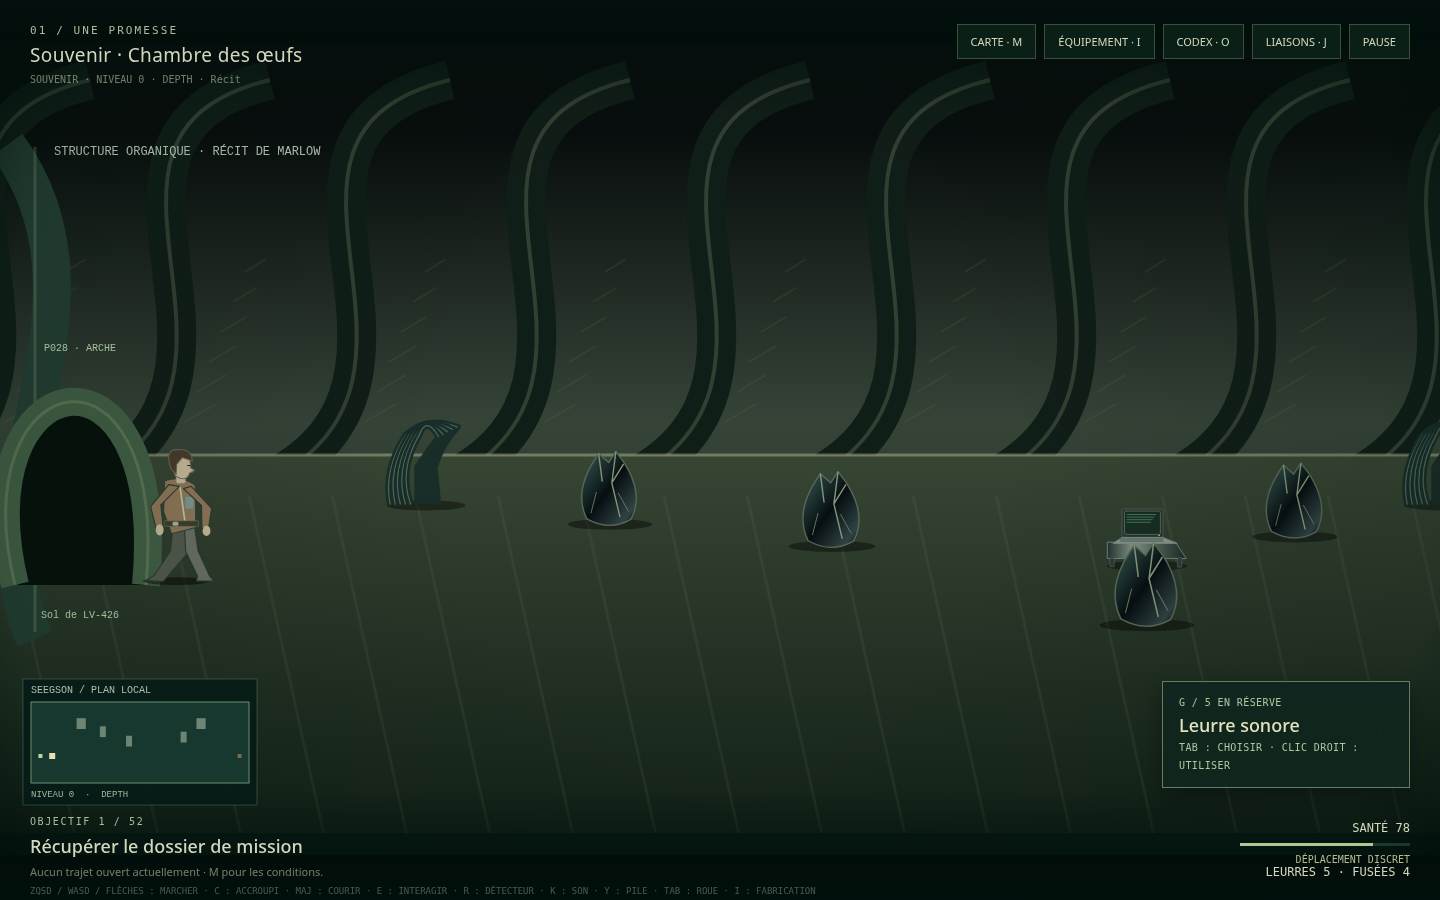 01 / UNE PROMESSE
Souvenir · Chambre des œufs
SOUVENIR · NIVEAU 0 · DEPTH · Récit
CARTE · M
ÉQUIPEMENT · I
CODEX · O
LIAISONS · J
PAUSE
STRUCTURE ORGANIQUE · RÉCIT DE MARLOW
P028 · ARCHE
Sol de LV-426
SEEGSON / PLAN LOCAL
NIVEAU 0 · DEPTH
G / 5 EN RÉSERVE
Leurre sonore
TAB : CHOISIR · CLIC DROIT :
UTILISER
OBJECTIF 1 / 52
Récupérer le dossier de mission
Aucun trajet ouvert actuellement · M pour les conditions.
ZQSD / WASD / FLÈCHES : MARCHER · C : ACCROUPI · MAJ : COURIR · E : INTERAGIR · R : DÉTECTEUR · K : SON · Y : PILE · TAB : ROUE · I : FABRICATION
SANTÉ 78
DÉPLACEMENT DISCRET
LEURRES 5 · FUSÉES 4